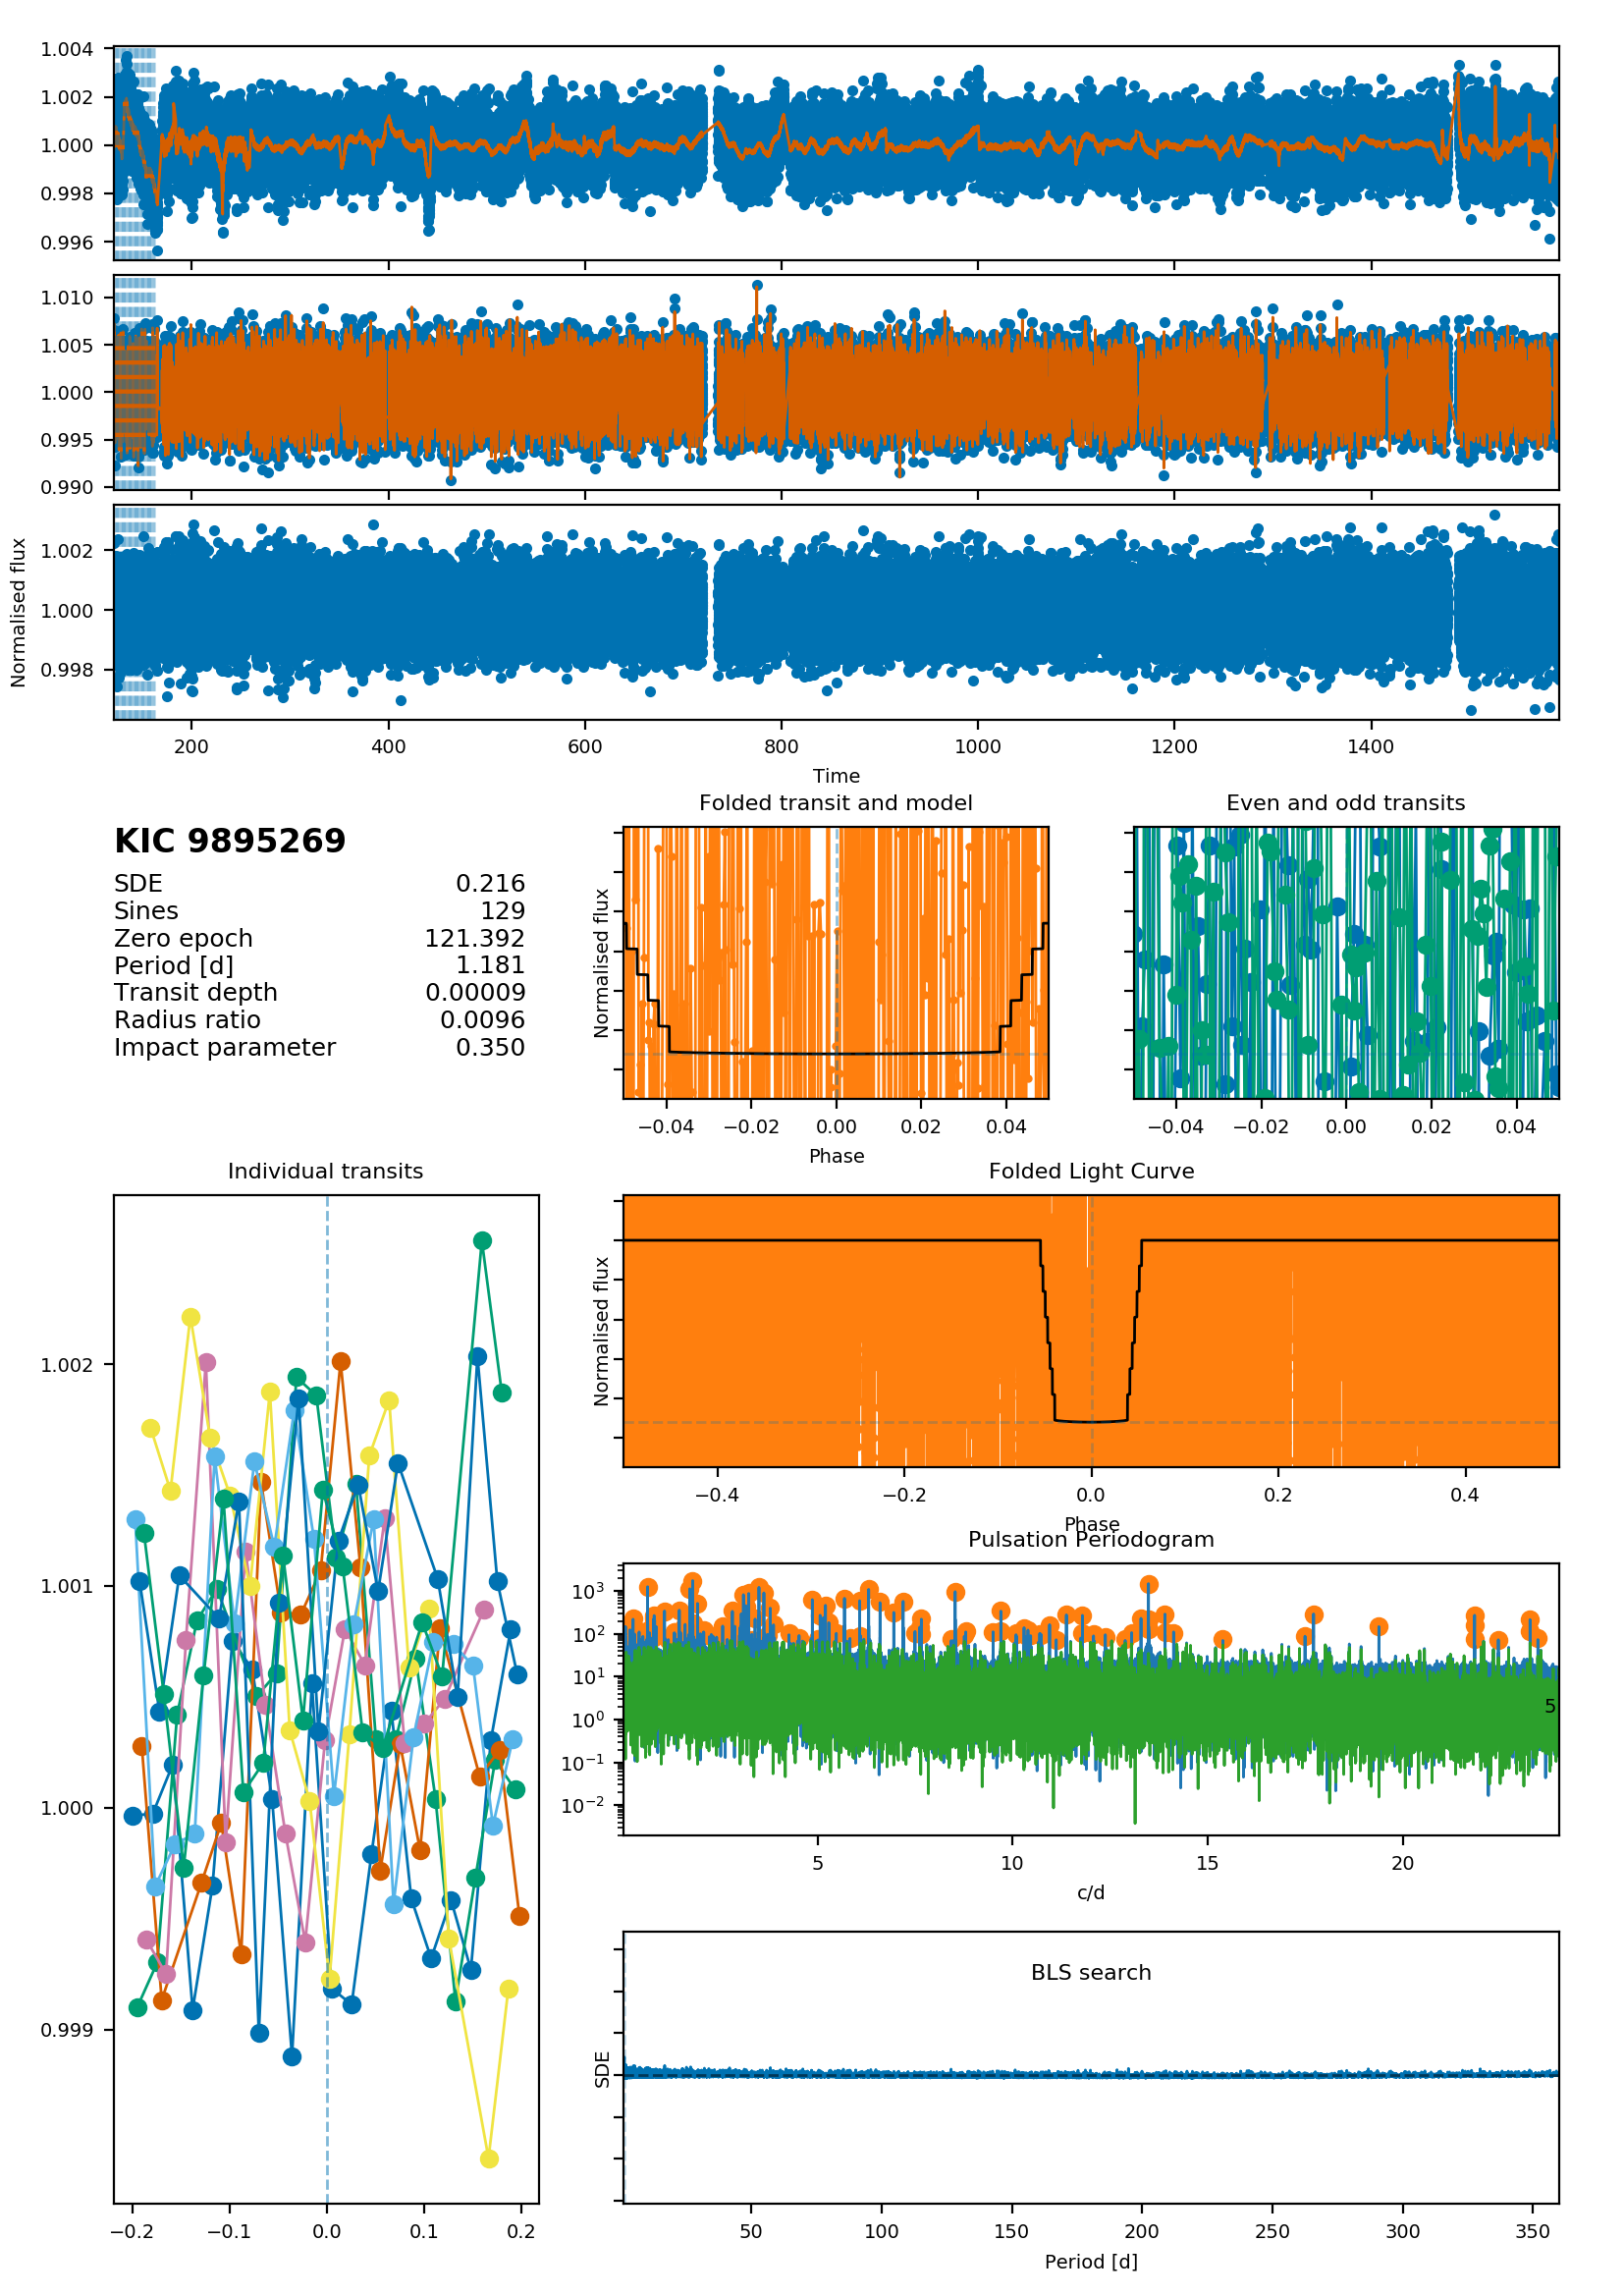 1.004
1.002
1.000
0.998
0.996
1.010
1.005
1.000
0.995
0.990
1.002
1.000
0.998
Normalised flux
200 400 600 800 1000 1200 1400
Time
KIC 9895269
SDE 0.216
Sines 129
Zero epoch 121.392
Period [d] 1.181
Transit depth 0.00009
Radius ratio 0.0096
Impact parameter 0.350
Folded transit and model
Normalised flux
−0.04 −0.02 0.00 0.02 0.04
Phase
Even and odd transits
−0.04 −0.02 0.00 0.02 0.04
Individual transits
1.002
1.001
1.000
0.999
−0.2 −0.1 0.0 0.1 0.2
Folded Light Curve
Normalised flux
−0.4 −0.2 0.0 0.2 0.4
Phase
Pulsation Periodogram
10³
10²
10¹
10⁰
10⁻¹
10⁻²
5
5 10 15 20
c/d
BLS search
SDE
50 100 150 200 250 300 350
Period [d]